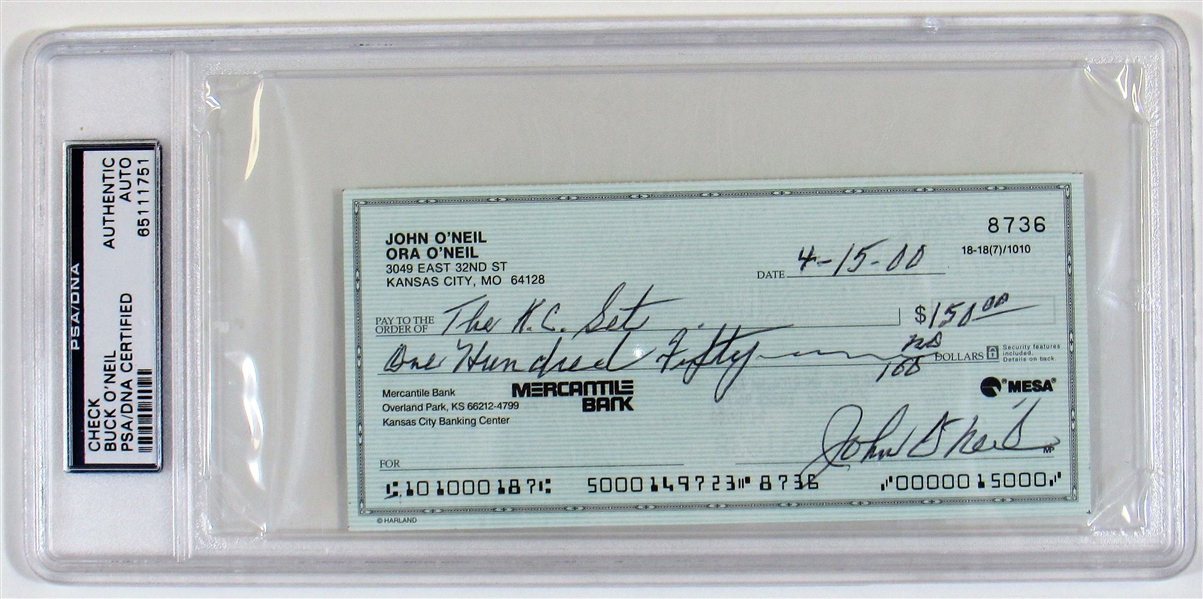 PSA/DNA
CHECK
BUCK O'NEIL
PSA/DNA CERTIFIED
AUTHENTIC
AUTO
65111751
JOHN O'NEIL
ORA O'NEIL
3049 EAST 32ND ST
KANSAS CITY, MO 64128
8736
18-18(7)/1010
DATE 4-15-00
PAY TO THE
ORDER OF The K.C. Set $150.00
One Hundred Fifty no/100 DOLLARS
Security features
included.
Details on back
Mercantile Bank
Overland Park, KS 66212-4799
Kansas City Banking Center
MERCANTILE
BANK
MESA
FOR
John O'Neil
MP
⑆101000187⑆ 5000149723⑈ 8736 ⑈0000015000⑈
© HARLAND